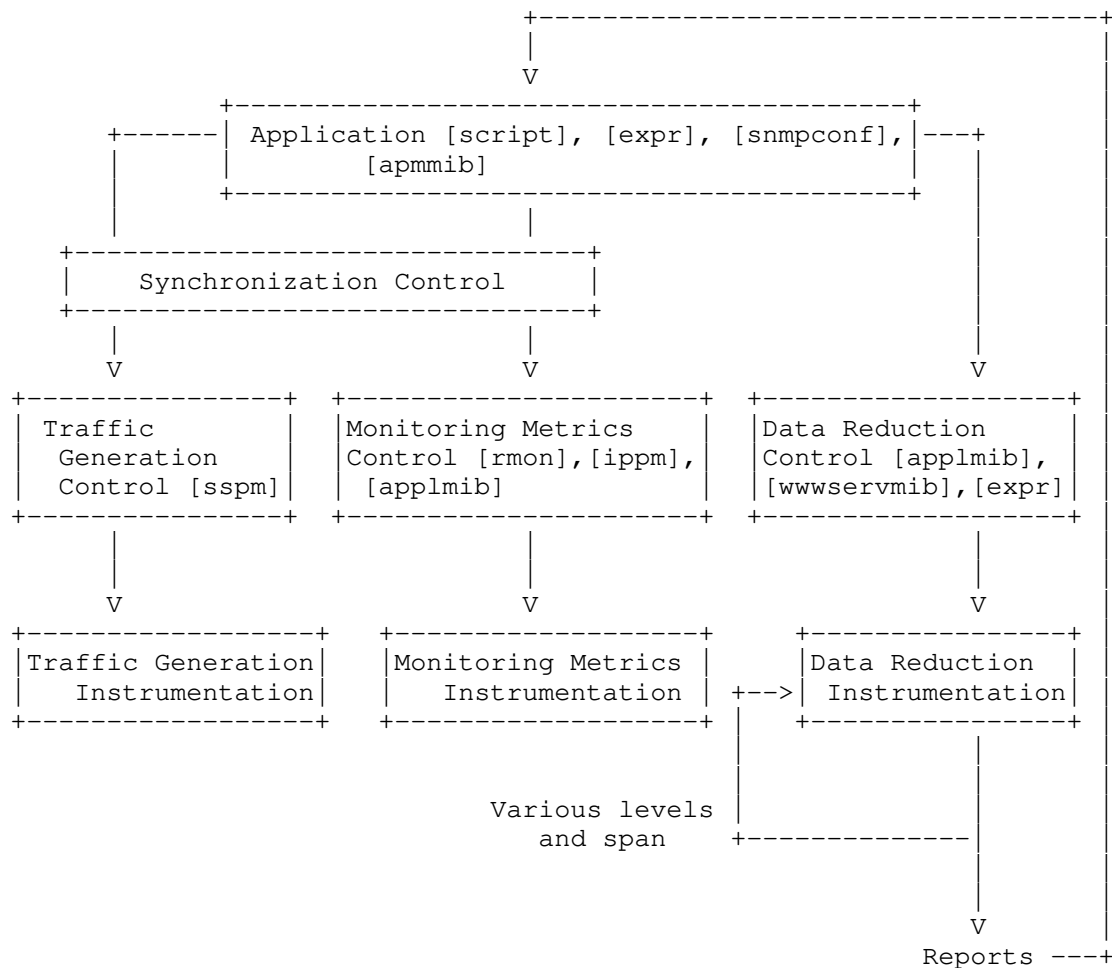 Application [script], [expr], [snmpconf],
[apmmib]
Synchronization Control
Traffic
Generation
Control [sspm]
Monitoring Metrics
Control [rmon],[ippm],
[applmib]
Data Reduction
Control [applmib],
[wwwservmib],[expr]
Traffic Generation
Instrumentation
Monitoring Metrics
Instrumentation
Data Reduction
Instrumentation
Various levels
and span
Reports